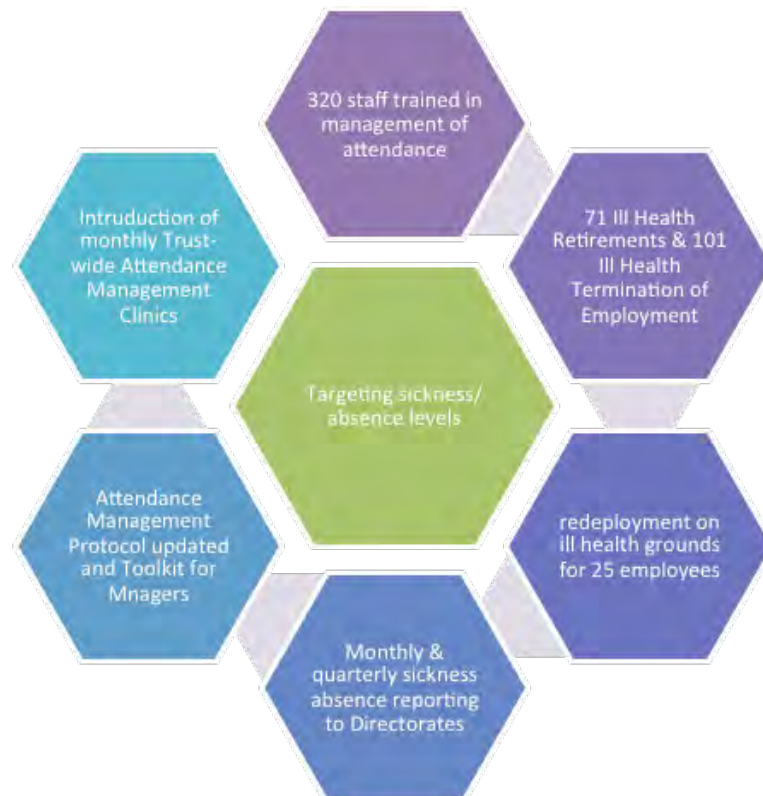 320 staff trained in
management of
attendance
71 Ill Health
Retirements & 101
Ill Health
Termination of
Employment
redeployment on
ill health grounds
for 25 employees
Monthly &
quarterly sickness
absence reporting
to Directorates
Attendance
Management
Protocol updated
and Toolkit for
Mnagers
Intruduction of
monthly Trust-
wide Attendance
Management
Clinics
Targeting sickness/
absence levels